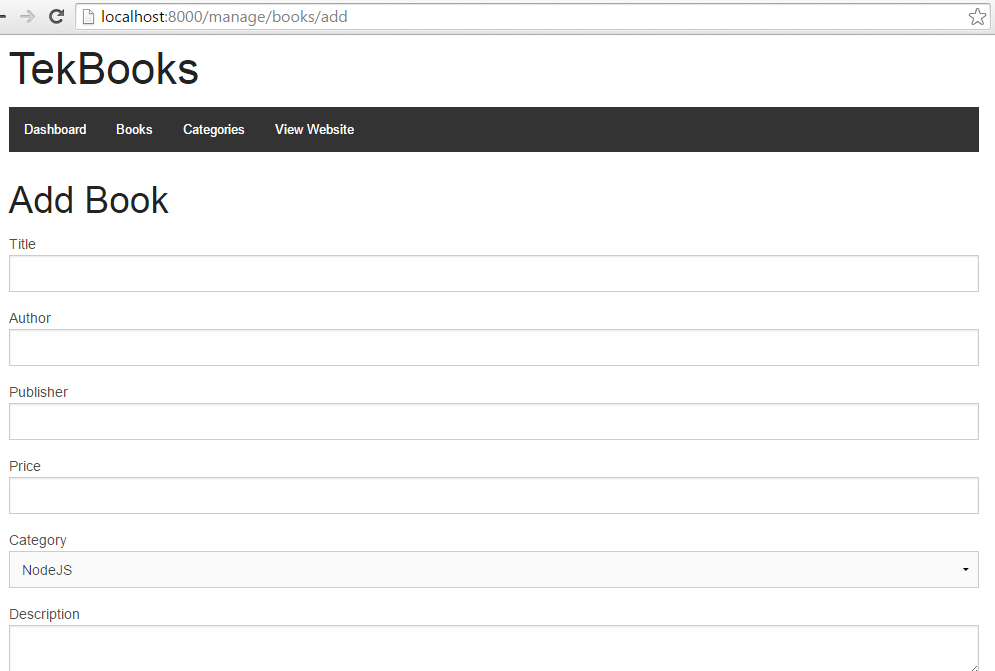 localhost:8000/manage/books/add
TekBooks
Dashboard Books Categories View Website
Add Book
Title
Author
Publisher
Price
Category
NodeJS
Description